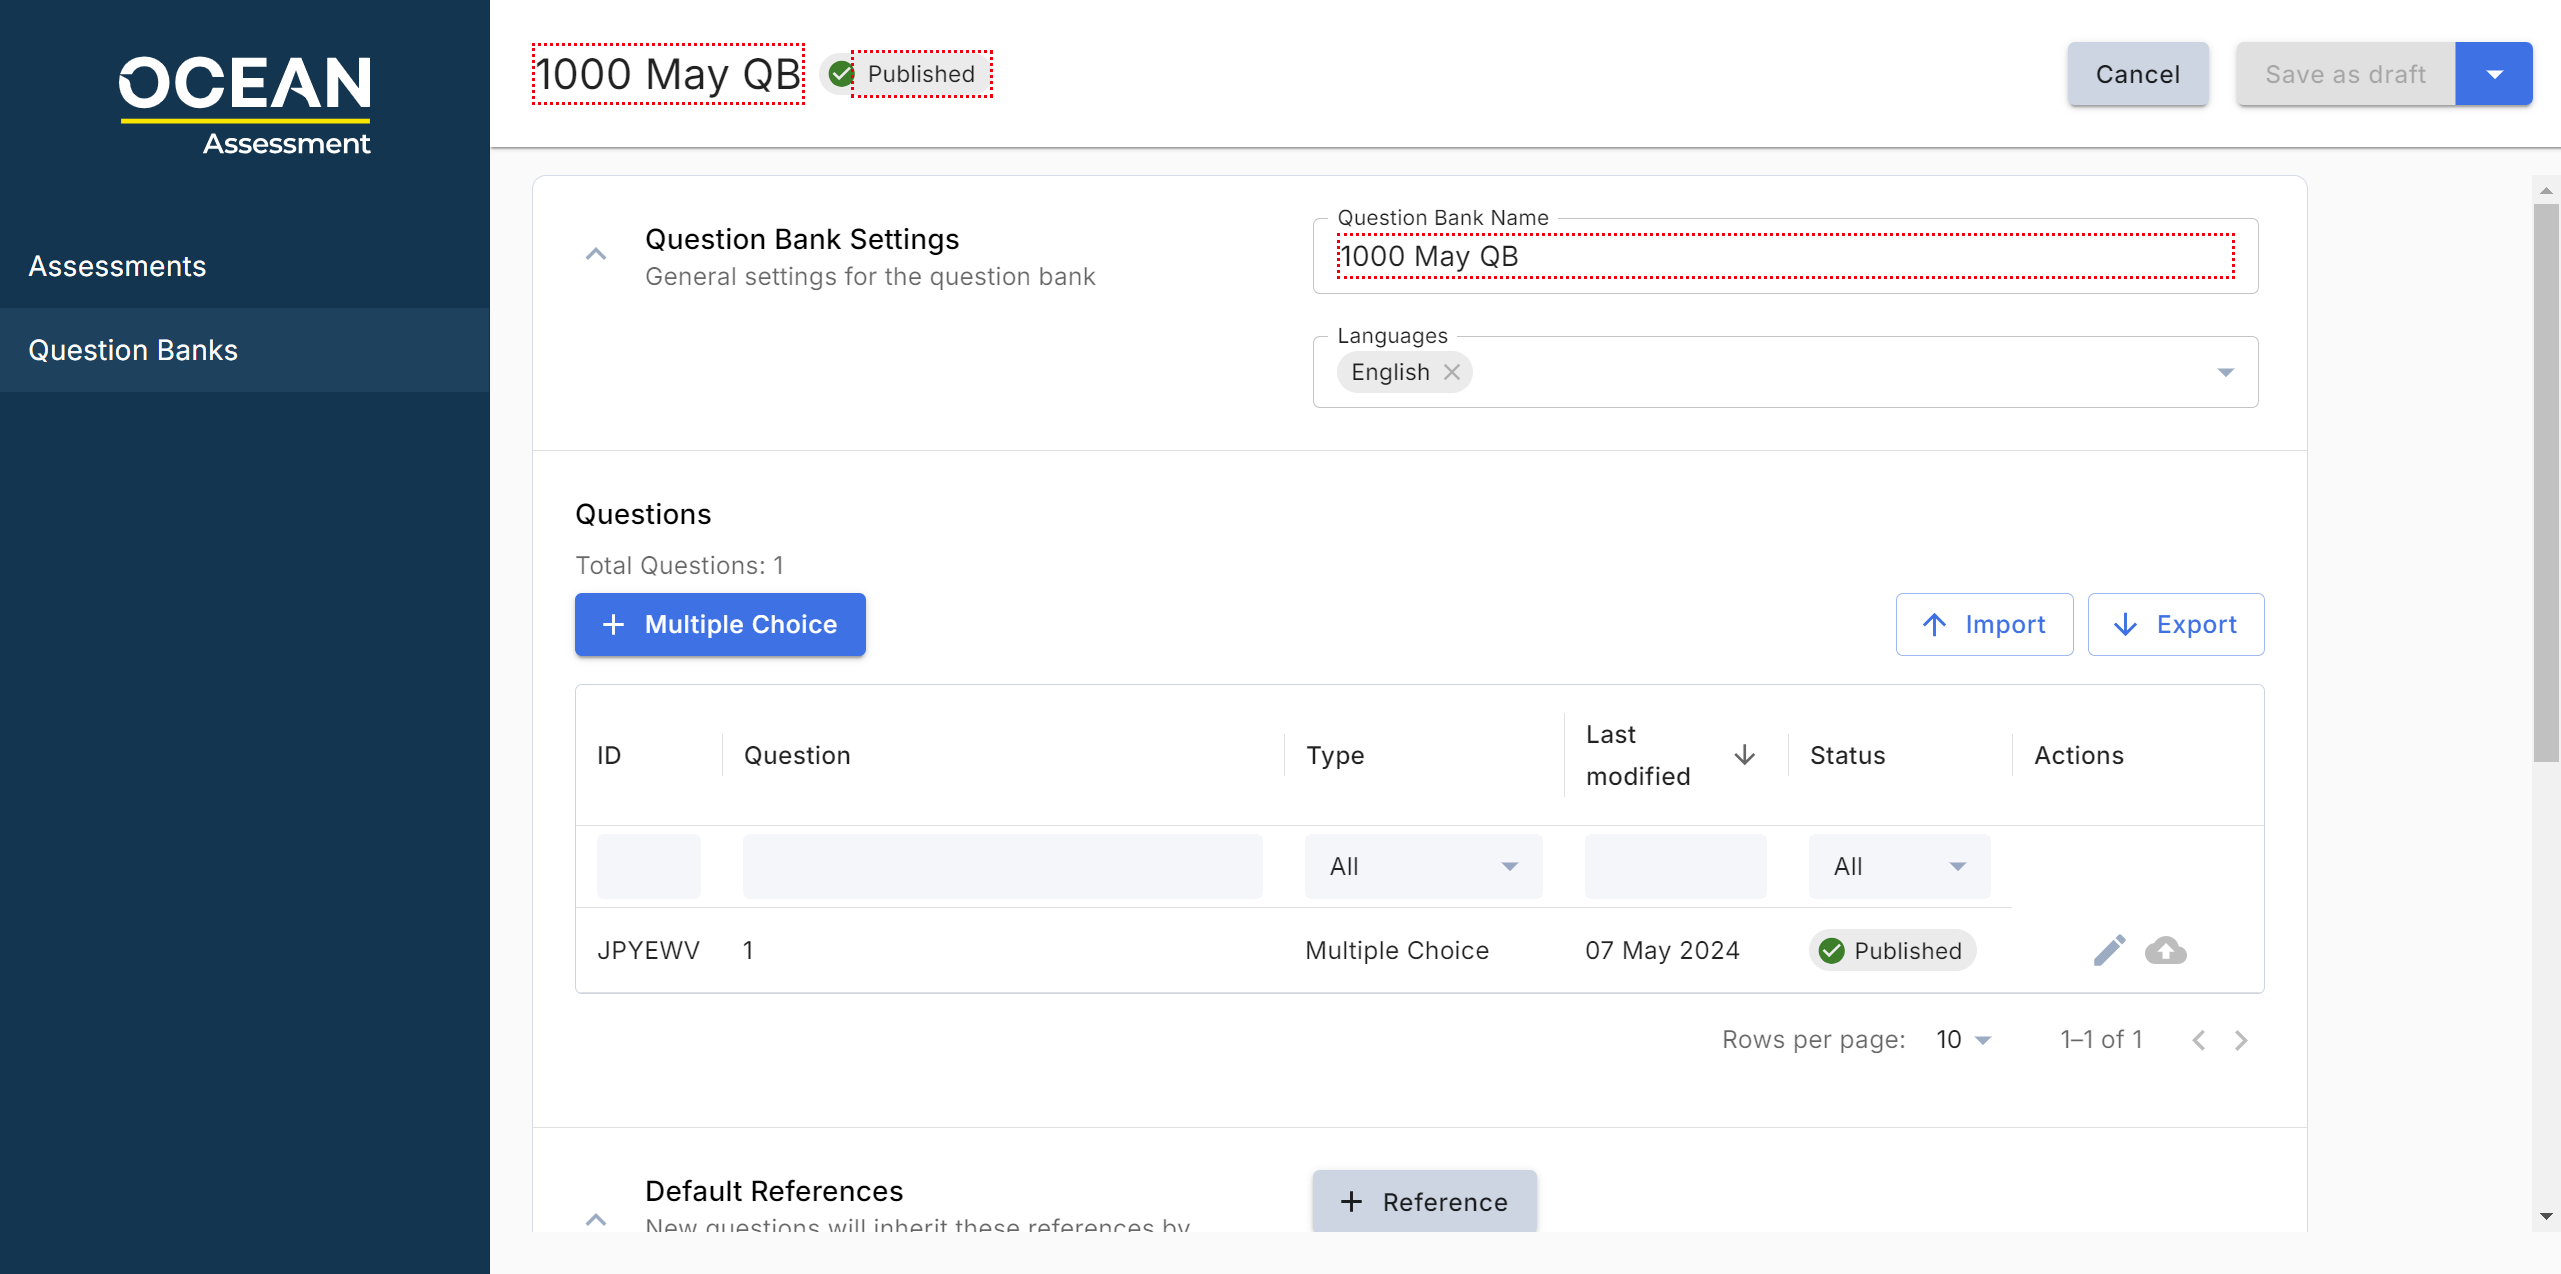 OCEAN
Assessment
Assessments
Question Banks
1000 May QB
Published
Cancel
Save as draft
Question Bank Settings
General settings for the question bank
Question Bank Name
1000 May QB
Languages
English
Questions
Total Questions: 1
Multiple Choice
Import
Export
ID
Question
Type
Last
modified
Status
Actions
All
All
JPYEWV
1
Multiple Choice
07 May 2024
Published
Rows per page:
10
1–1 of 1
Default References
New questions will inherit these references by
Reference